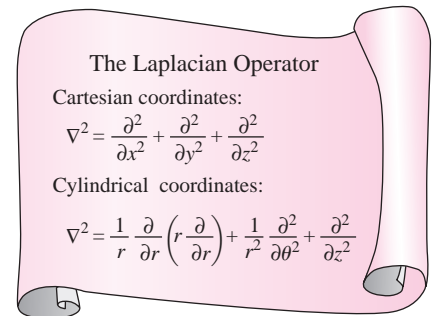 The Laplacian Operator
Cartesian coordinates:
∇² = ∂²/∂x² + ∂²/∂y² + ∂²/∂z²
Cylindrical coordinates:
∇² = 1/r ∂/∂r (r ∂/∂r) + 1/r² ∂²/∂θ² + ∂²/∂z²